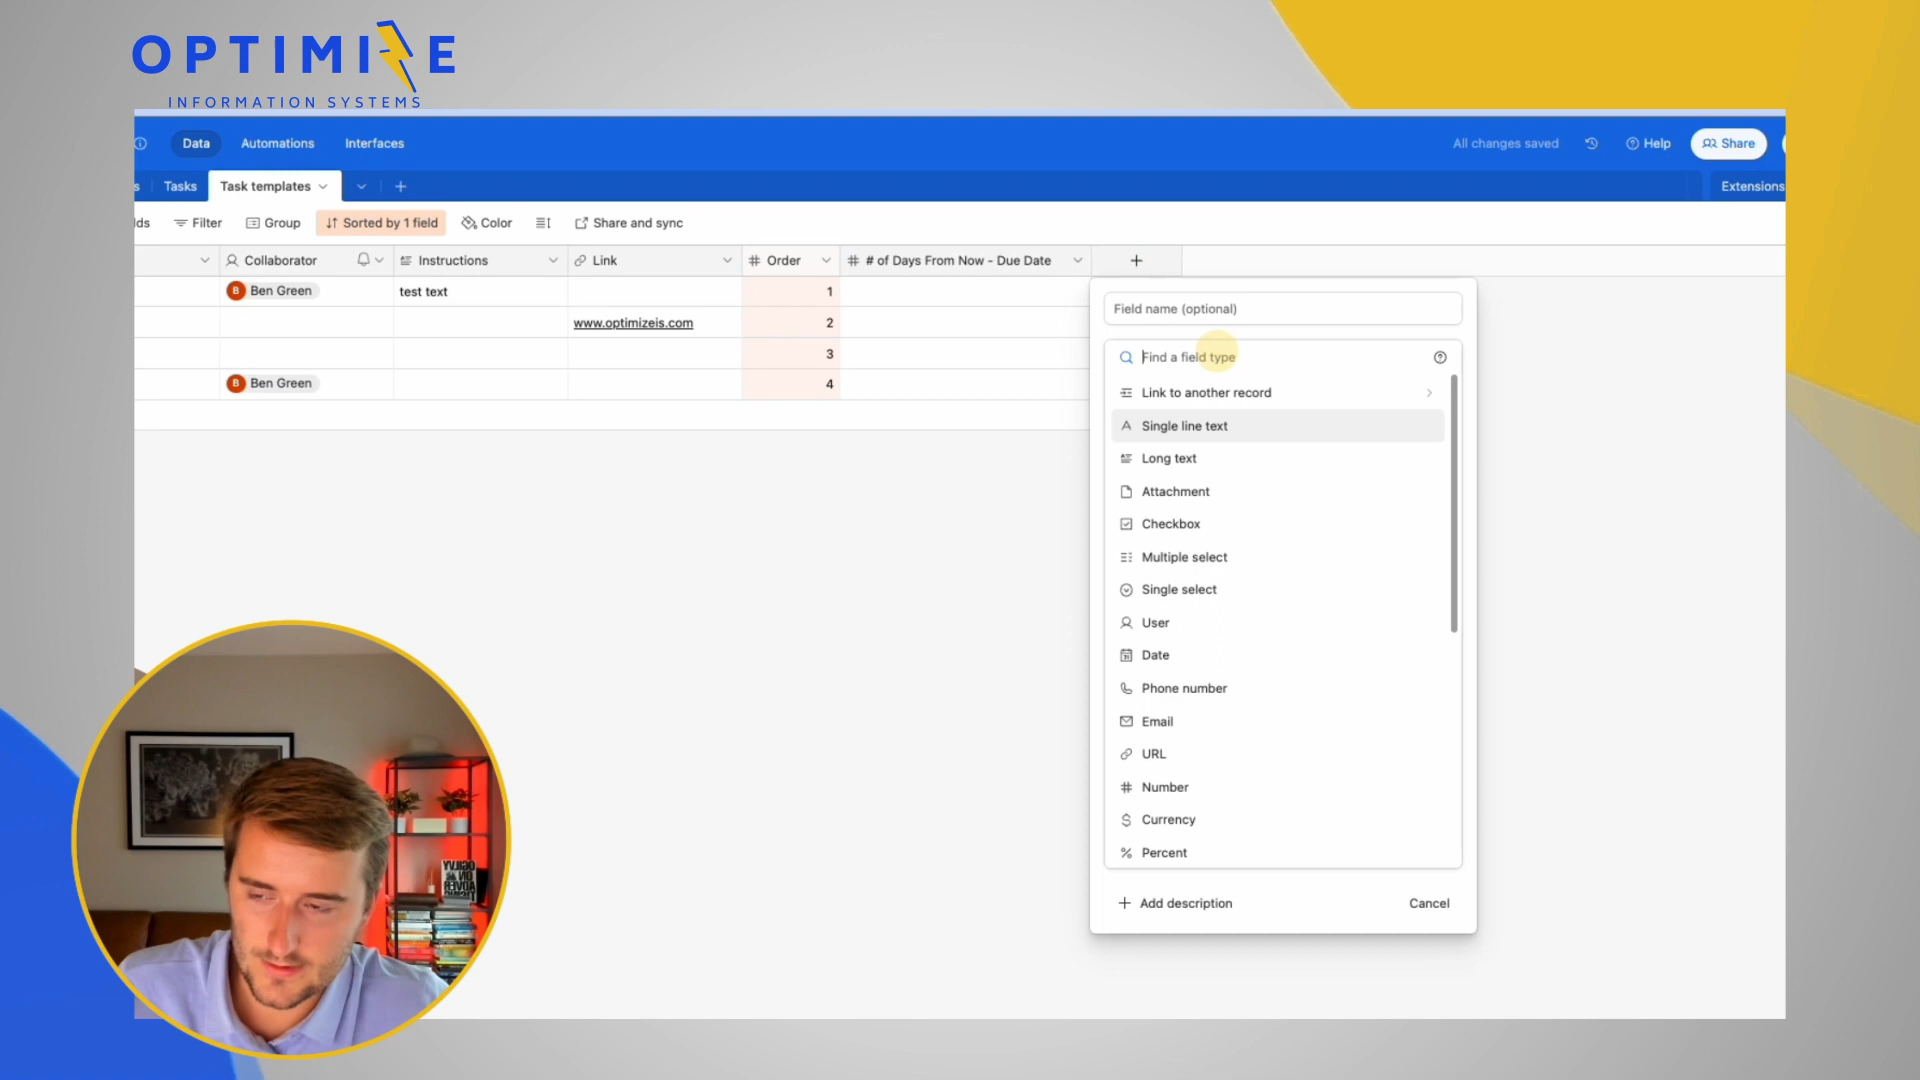 OPTIMIZE
INFORMATION SYSTEMS
Data Automations Interfaces All changes saved Help Share
s Tasks Task templates Extensions
lds Filter Group Sorted by 1 field Color Share and sync
Collaborator Instructions Link Order # of Days From Now - Due Date
B Ben Green test text 1
www.optimizeis.com 2
3
B Ben Green 4
Field name (optional)
Find a field type
Link to another record
Single line text
Long text
Attachment
Checkbox
Multiple select
Single select
User
Date
Phone number
Email
URL
Number
Currency
Percent
Add description Cancel
OGILVY
ON
ADVER